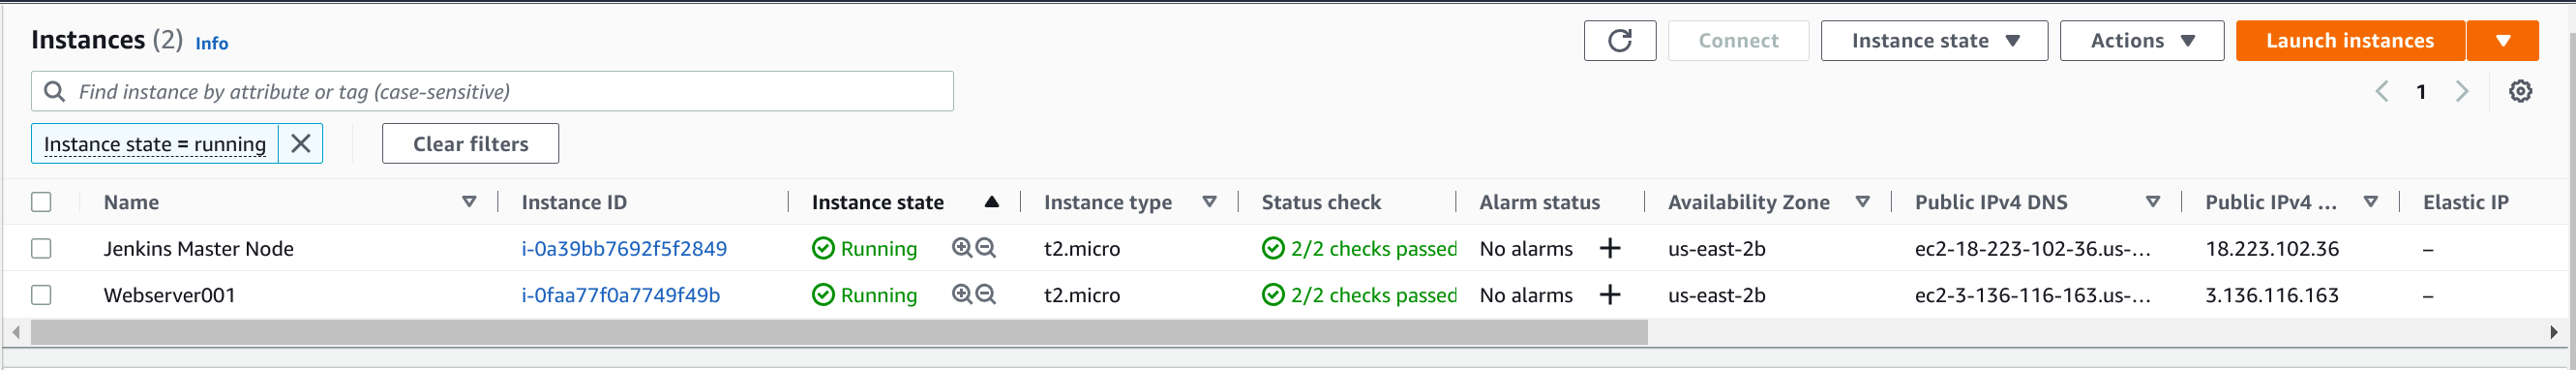 Instances (2) Info
Connect
Instance state
Actions
Launch instances
Find instance by attribute or tag (case-sensitive)
1
Instance state = running
Clear filters
Name Instance ID Instance state Instance type Status check Alarm status Availability Zone Public IPv4 DNS Public IPv4 ... Elastic IP
Jenkins Master Node i-0a39bb7692f5f2849 Running t2.micro 2/2 checks passed No alarms + us-east-2b ec2-18-223-102-36.us-... 18.223.102.36 –
Webserver001 i-0faa77f0a7749f49b Running t2.micro 2/2 checks passed No alarms + us-east-2b ec2-3-136-116-163.us-... 3.136.116.163 –